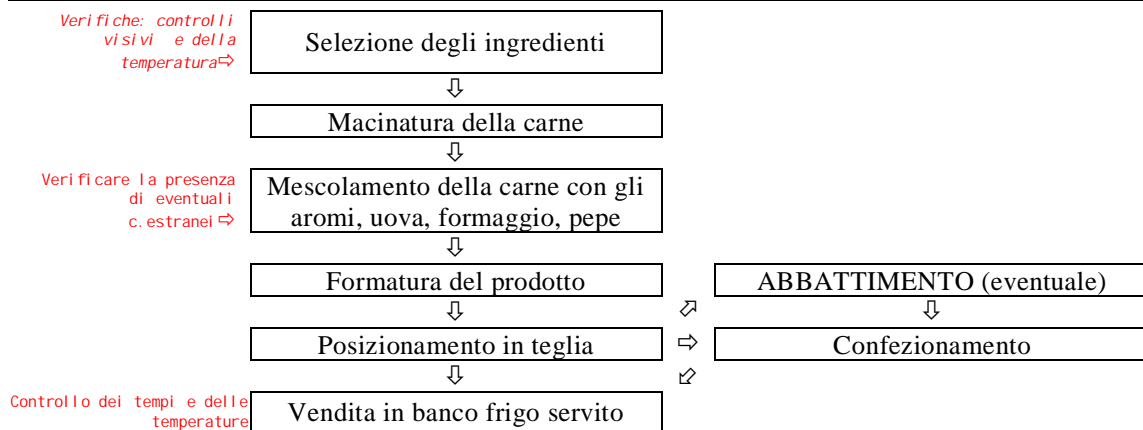 Verifiche: controlli
visivi e della
temperatura⇨
Selezione degli ingredienti
⇩
Macinatura della carne
⇩
Verificare la presenza
di eventuali
c.estranei ⇨
Mescolamento della carne con gli
aromi, uova, formaggio, pepe
⇩
Formatura del prodotto
ABBATTIMENTO (eventuale)
⇩ ⬀ ⇩
Posizionamento in teglia ⇨ Confezionamento
⇩ ⬃
Controllo dei tempi e delle
temperature
Vendita in banco frigo servito